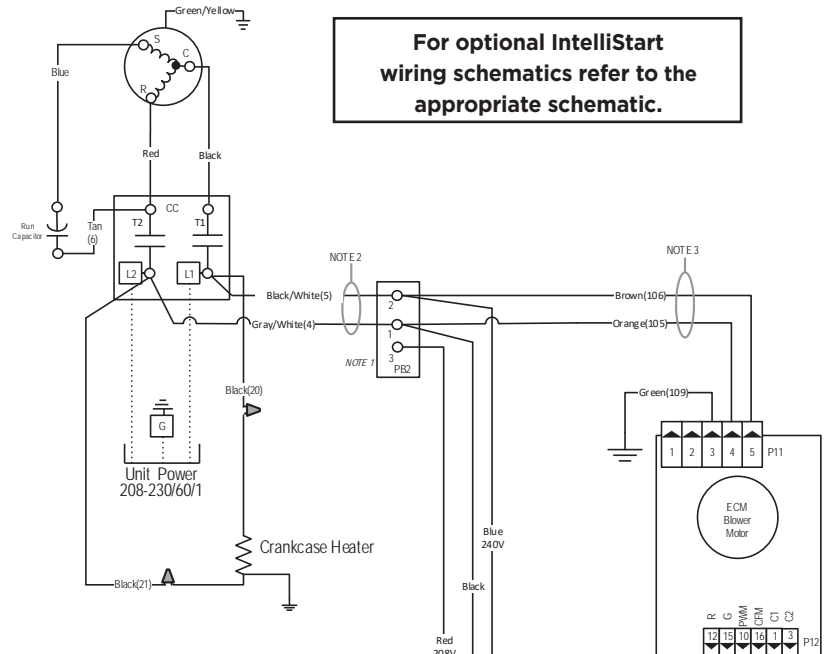 Green/Yellow
For optional IntelliStart
wiring schematics refer to the
appropriate schematic.
S
C
R
Blue
Red
Black
Run
Capacitor
Tan
(6)
CC
T2
T1
L2
L1
NOTE 2
NOTE 3
Black/White(5)
Brown(106)
2
Gray/White(4)
Orange(105)
1
NOTE 1
3
PB2
Black(20)
Green(109)
G
Unit Power
208-230/60/1
1 2 3 4 5 P11
ECM
Blower
Motor
Blue
240V
Crankcase Heater
Black(21)
Black
Red
208V
R G PWM CFM C1 C2
12 15 10 16 1 3 P12